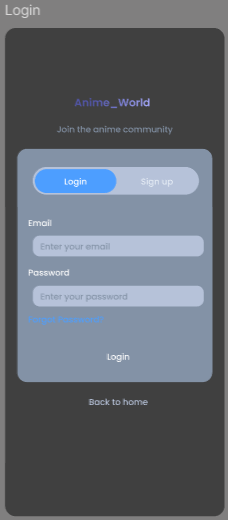 Login
Anime_World
Join the anime community
Login Sign up
Email
Enter your email
Password
Enter your password
Login
Back to home